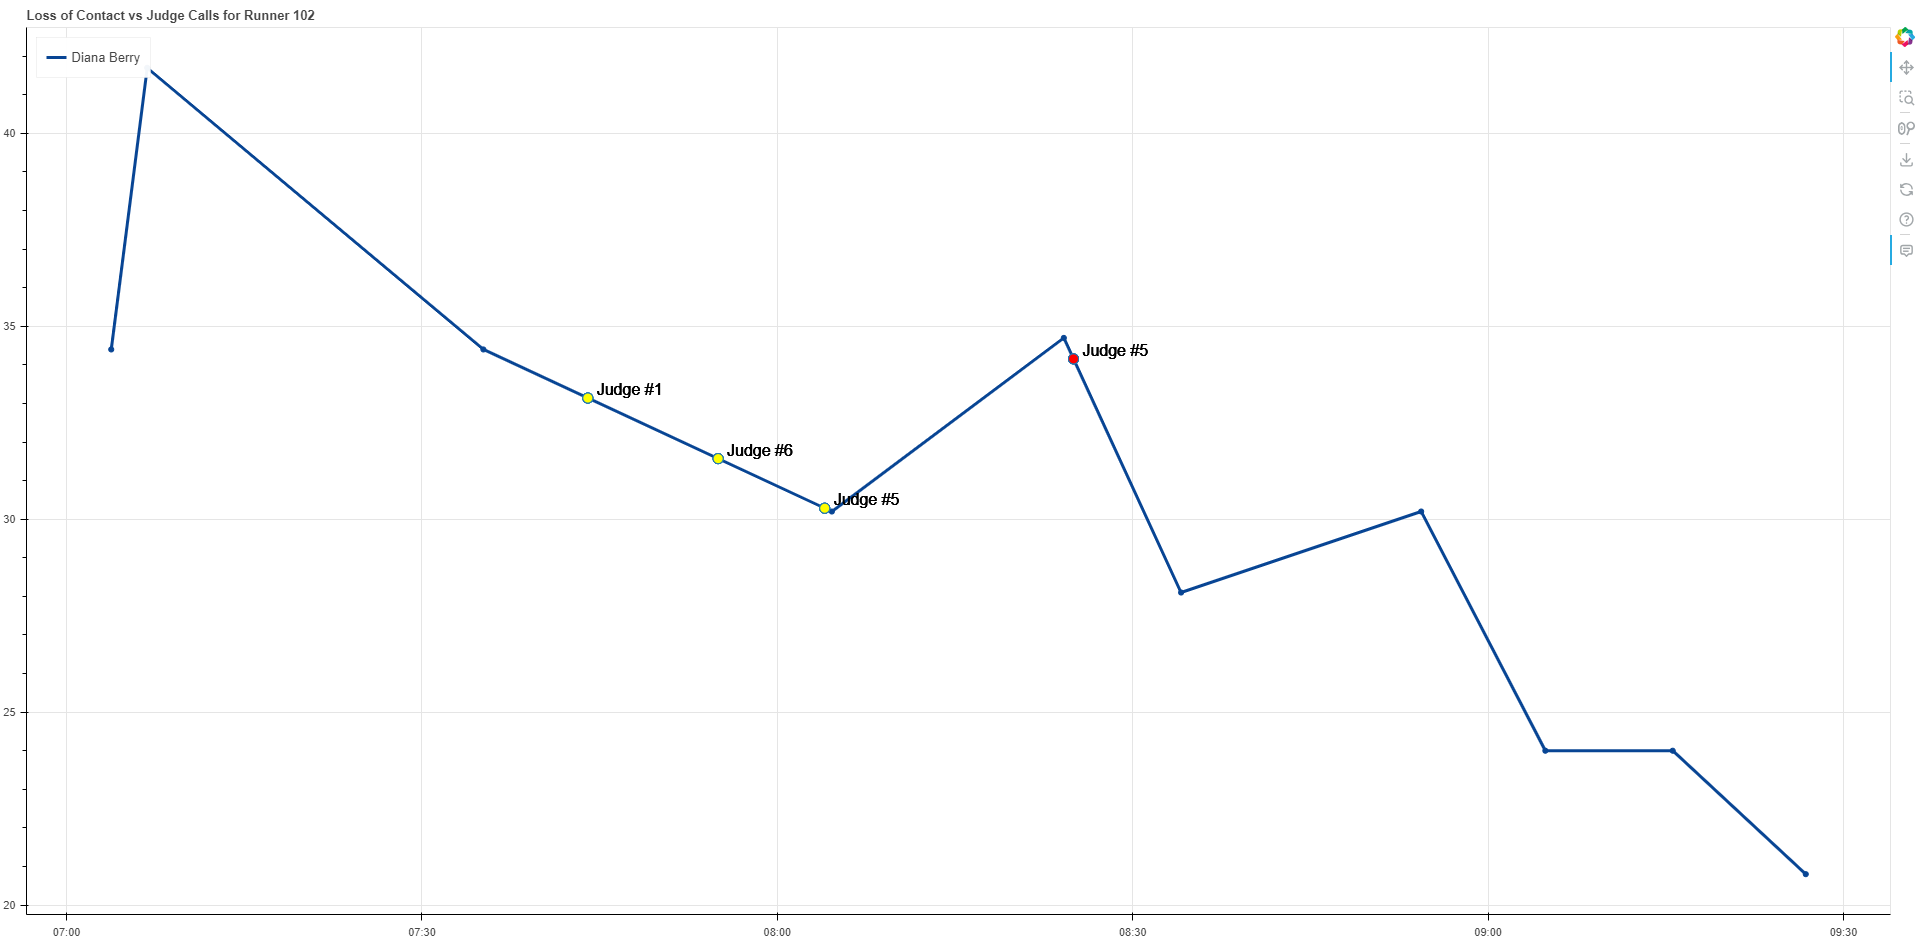 Loss of Contact vs Judge Calls for Runner 102
Diana Berry
40
35
Judge #5
Judge #1
Judge #6
Judge #5
30
25
20
07:00 07:30 08:00 08:30 09:00 09:30